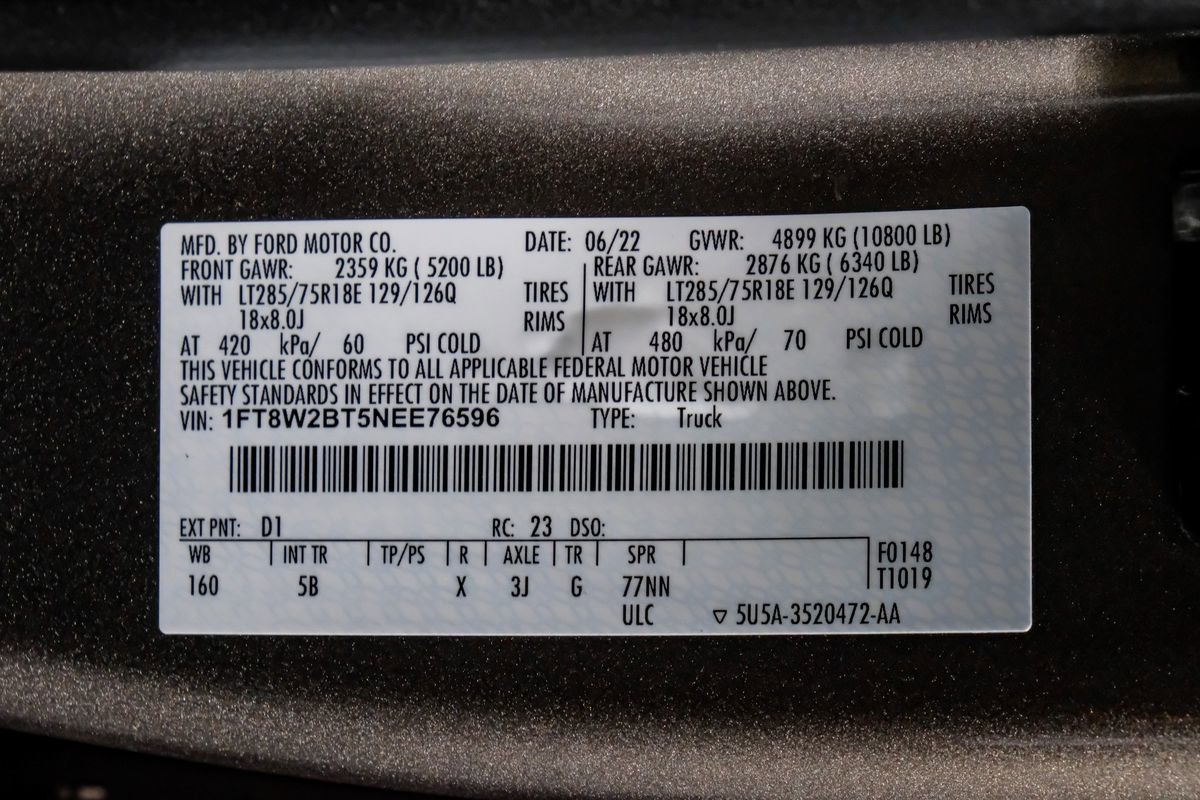 MFD. BY FORD MOTOR CO. DATE: 06/22 GVWR: 4899 KG (10800 LB)
FRONT GAWR: 2359 KG ( 5200 LB) REAR GAWR: 2876 KG ( 6340 LB)
WITH LT285/75R18E 129/126Q TIRES WITH LT285/75R18E 129/126Q TIRES
18x8.0J RIMS 18x8.0J RIMS
AT 420 kPa/ 60 PSI COLD AT 480 kPa/ 70 PSI COLD
THIS VEHICLE CONFORMS TO ALL APPLICABLE FEDERAL MOTOR VEHICLE
SAFETY STANDARDS IN EFFECT ON THE DATE OF MANUFACTURE SHOWN ABOVE.
VIN: 1FT8W2BT5NEE76596 TYPE: Truck
EXT PNT: D1 RC: 23 DSO:
WB INT TR TP/PS R AXLE TR SPR F0148
160 5B X 3J G 77NN T1019
ULC ▽ 5U5A-3520472-AA